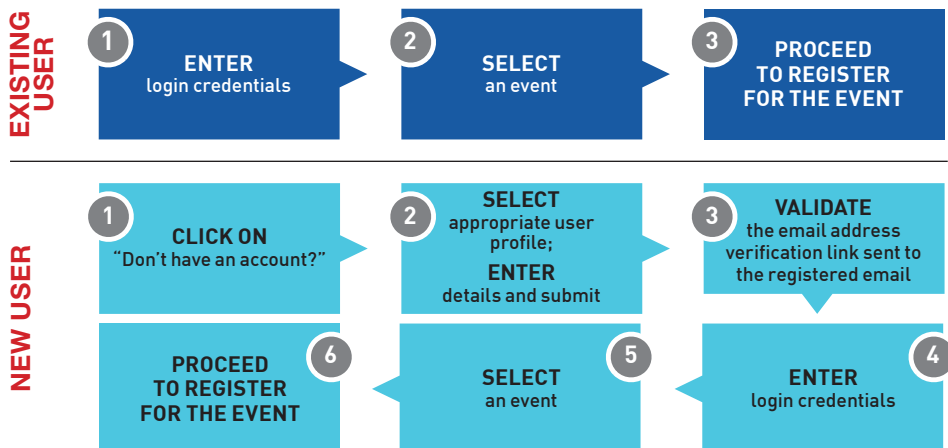 EXISTING
USER
1
ENTER
login credentials
2
SELECT
an event
3
PROCEED
TO REGISTER
FOR THE EVENT
NEW USER
1
CLICK ON
“Don’t have an account?”
2
SELECT
appropriate user
profile;
ENTER
details and submit
3
VALIDATE
the email address
verification link sent to
the registered email
4
ENTER
login credentials
5
SELECT
an event
6
PROCEED
TO REGISTER
FOR THE EVENT